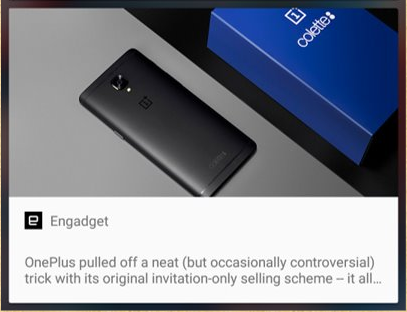 1+
colette:
Engadget
OnePlus pulled off a neat (but occasionally controversial)
trick with its original invitation-only selling scheme – it all...